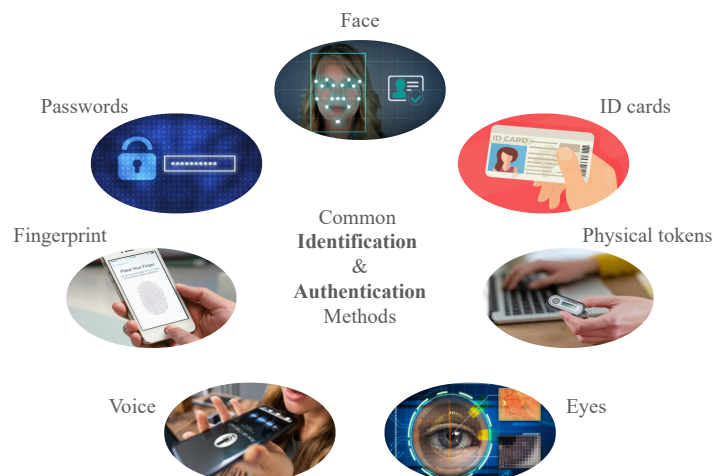 Face
Passwords
ID cards
ID CARD
Common
Identification
&
Authentication
Methods
Fingerprint
Place Your Finger
Physical tokens
Voice
Eyes